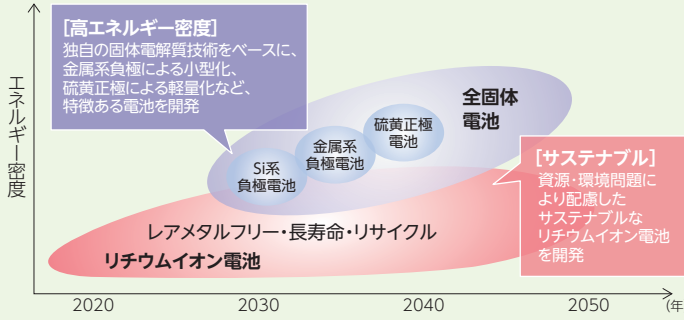 [高エネルギー密度]
独自の固体電解質技術をベースに、
金属系負極による小型化、
硫黄正極による軽量化など、
特徴ある電池を開発
エネルギー密度
全固体
電池
硫黄正極
電池
金属系
負極電池
Si系
負極電池
[サステナブル]
資源・環境問題に
より配慮した
サステナブルな
リチウムイオン電池
を開発
レアメタルフリー・長寿命・リサイクル
リチウムイオン電池
2020
2030
2040
2050
(年